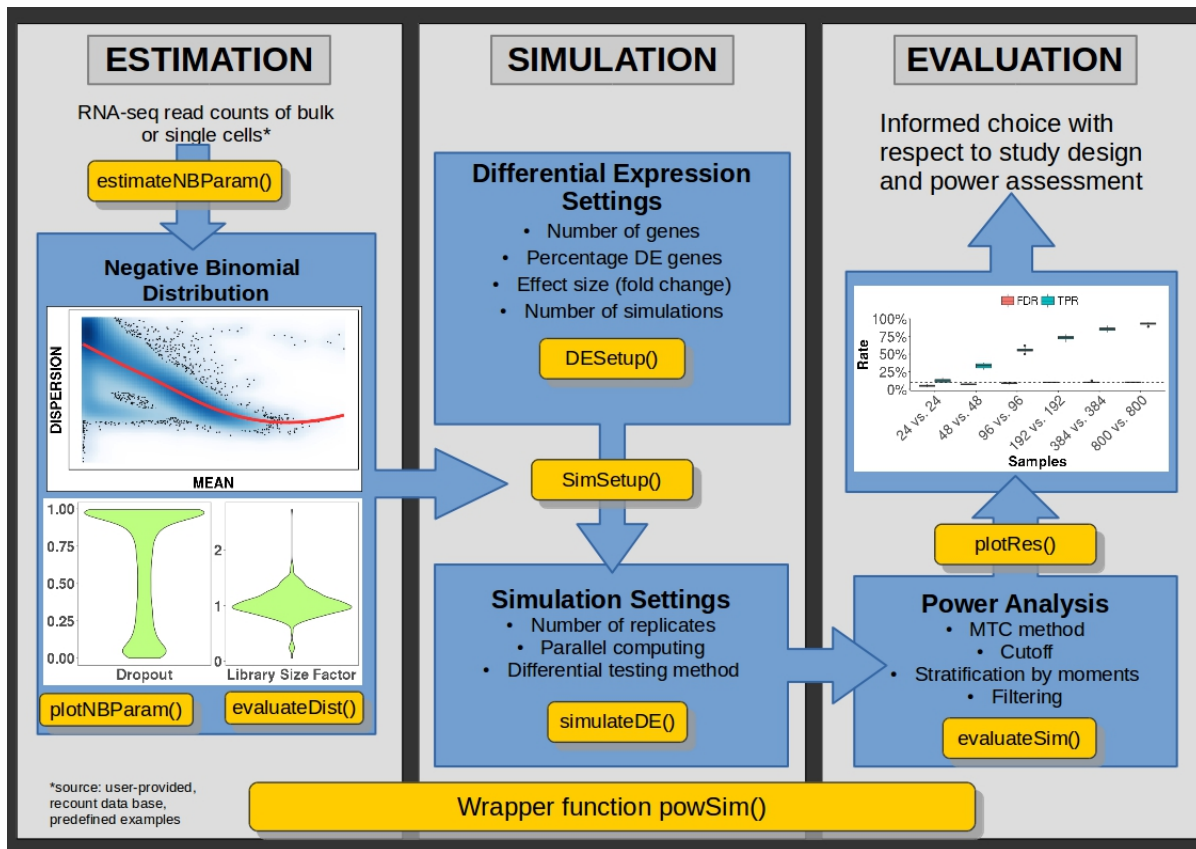 ESTIMATION
RNA-seq read counts of bulk
or single cells*
estimateNBParam()
Negative Binomial
Distribution
DISPERSION
MEAN
1.00
0.75
0.50
0.25
0.00
Dropout
2
1
0
Library Size Factor
plotNBParam()
evaluateDist()
*source: user-provided,
recount data base,
predefined examples
SIMULATION
Differential Expression
Settings
• Number of genes
• Percentage DE genes
• Effect size (fold change)
• Number of simulations
DESetup()
SimSetup()
Simulation Settings
• Number of replicates
• Parallel computing
• Differential testing method
simulateDE()
EVALUATION
Informed choice with
respect to study design
and power assessment
FDR TPR
Rate
100%
75%
50%
25%
0%
24 vs. 24
48 vs. 48
96 vs. 96
192 vs. 192
384 vs. 384
800 vs. 800
Samples
plotRes()
Power Analysis
• MTC method
• Cutoff
• Stratification by moments
• Filtering
evaluateSim()
Wrapper function powSim()